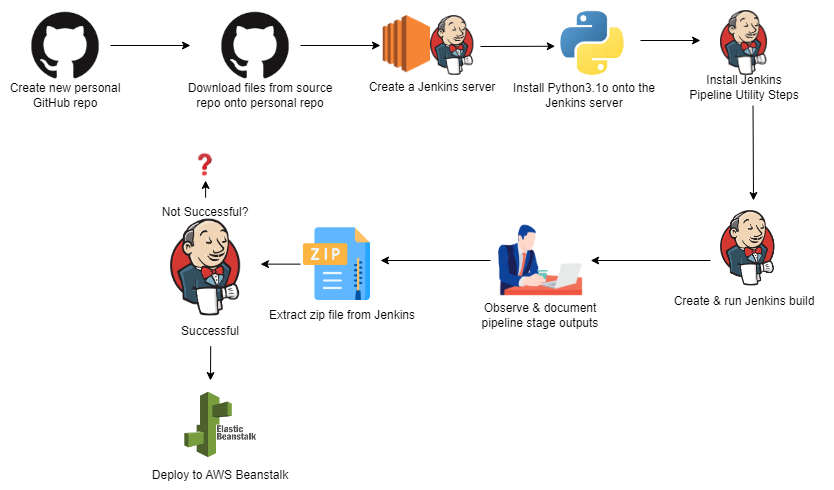 Create new personal
GitHub repo
Download files from source
repo onto personal repo
Create a Jenkins server
Install Python3.1o onto the
Jenkins server
Install Jenkins
Pipeline Utility Steps
Create & run Jenkins build
Observe & document
pipeline stage outputs
ZIP
Extract zip file from Jenkins
?
Not Successful?
Successful
Elastic
Beanstalk
Deploy to AWS Beanstalk